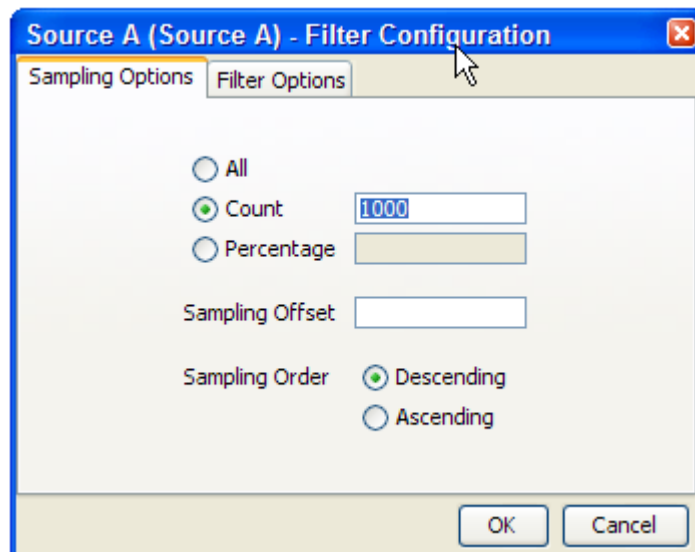 Source A (Source A) - Filter Configuration
Sampling Options Filter Options
All
Count 1000
Percentage
Sampling Offset
Sampling Order Descending
Ascending
OK Cancel